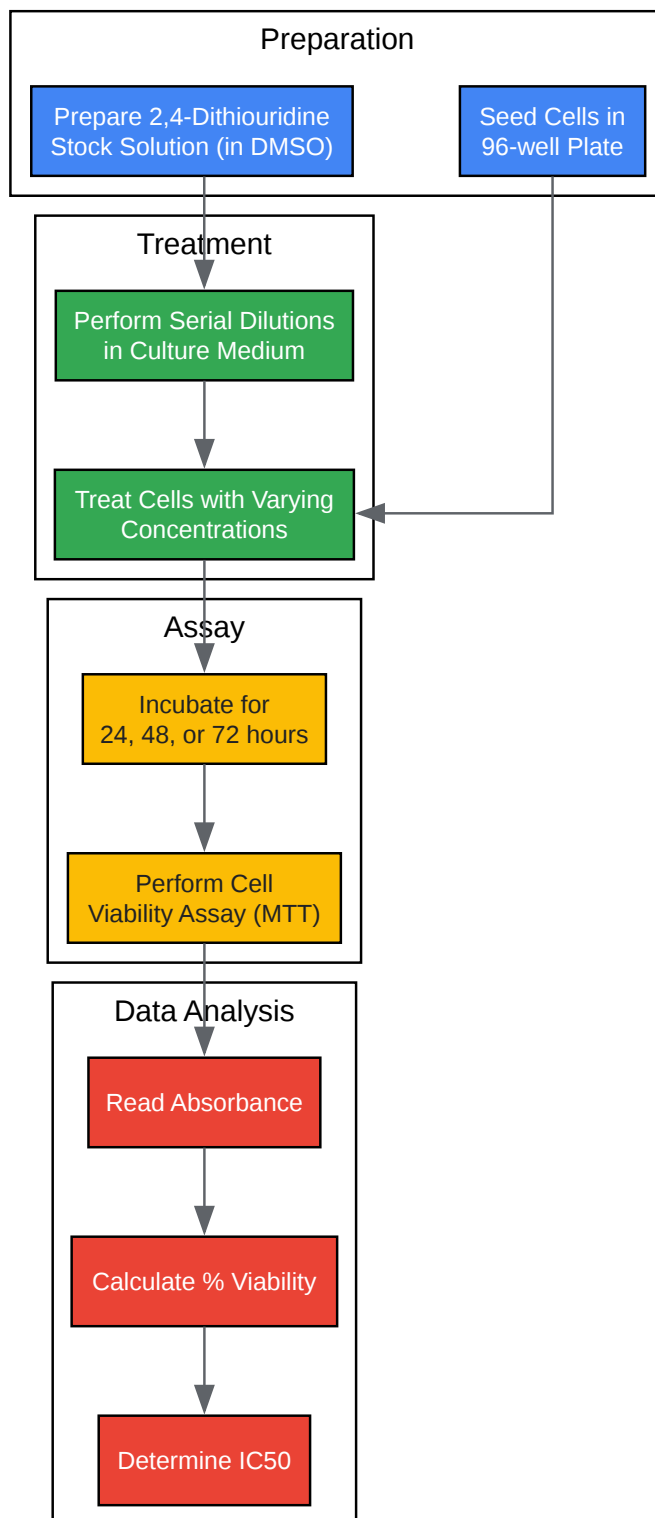 Preparation
Prepare 2,4-Dithiouridine
Stock Solution (in DMSO)
Seed Cells in
96-well Plate
Treatment
Perform Serial Dilutions
in Culture Medium
Treat Cells with Varying
Concentrations
Assay
Incubate for
24, 48, or 72 hours
Perform Cell
Viability Assay (MTT)
Data Analysis
Read Absorbance
Calculate % Viability
Determine IC50